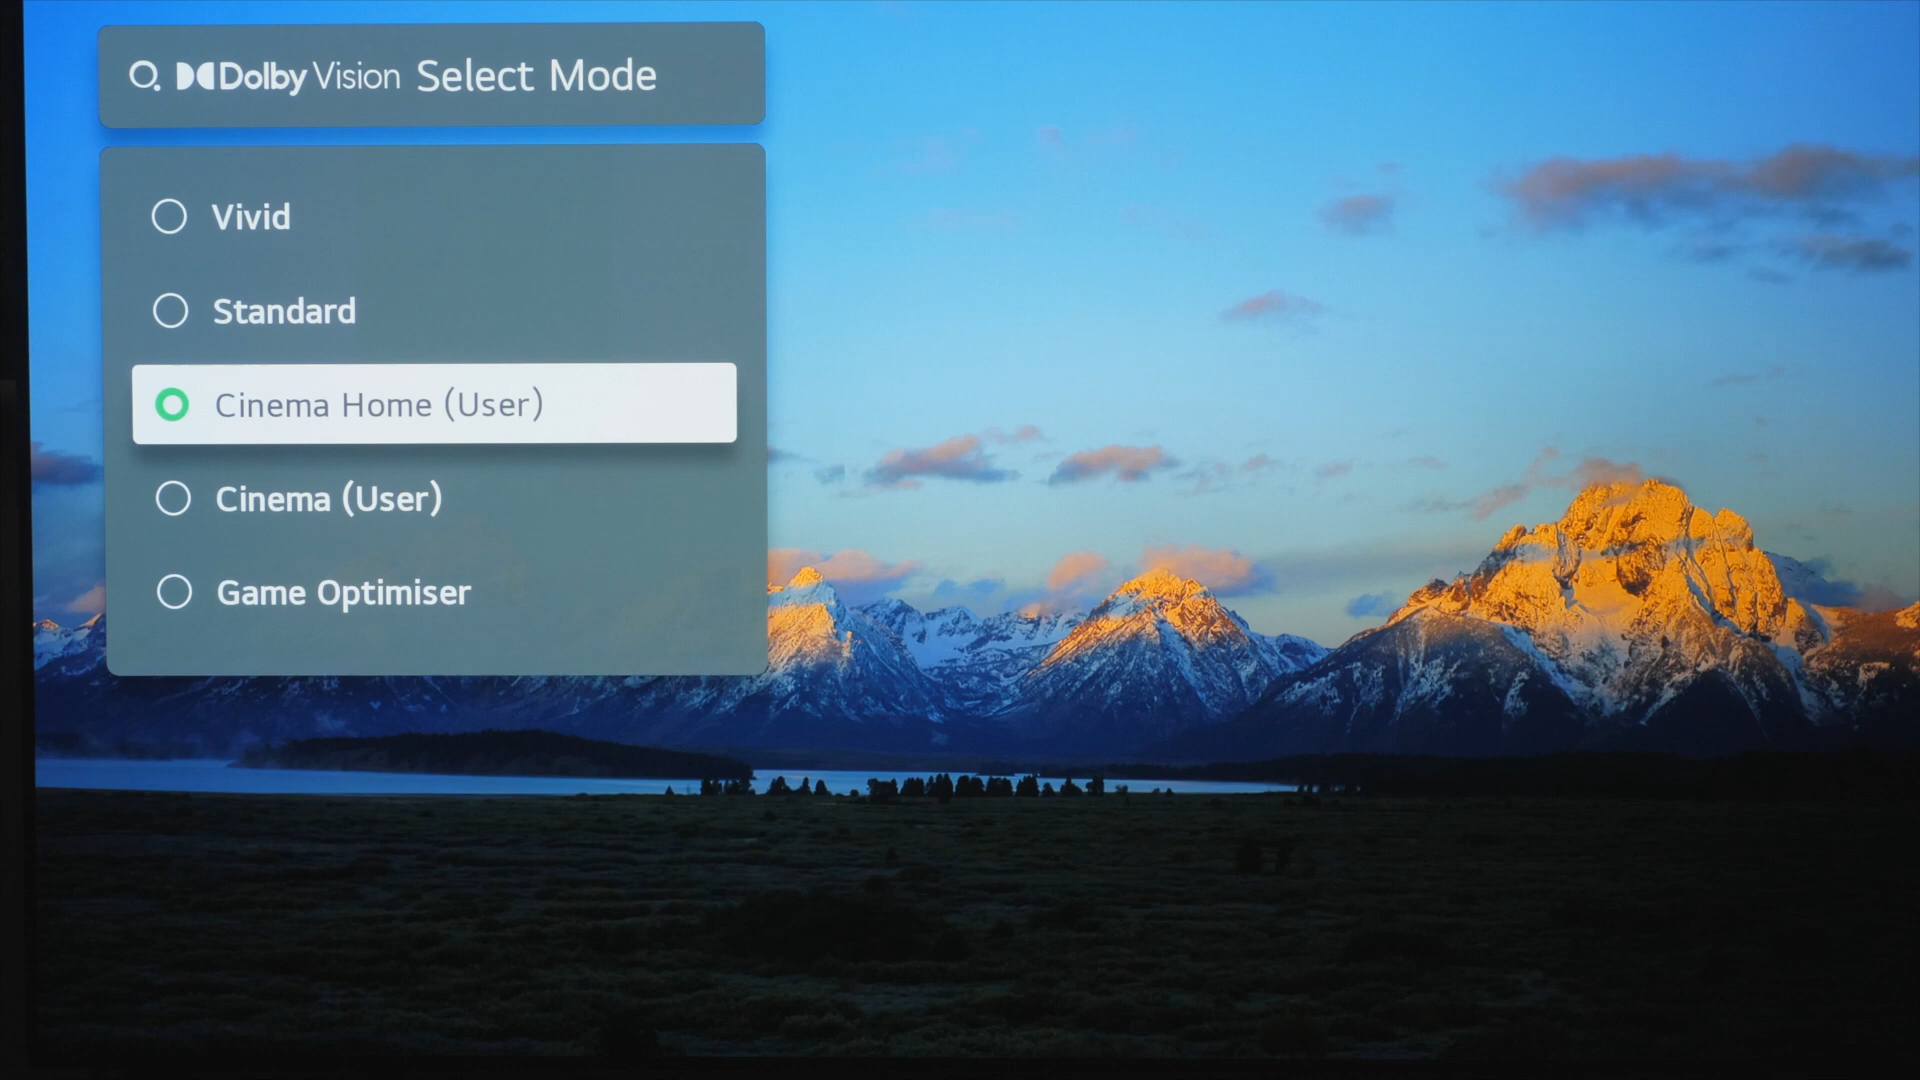 Dolby Vision Select Mode
Vivid
Standard
Cinema Home (User)
Cinema (User)
Game Optimiser